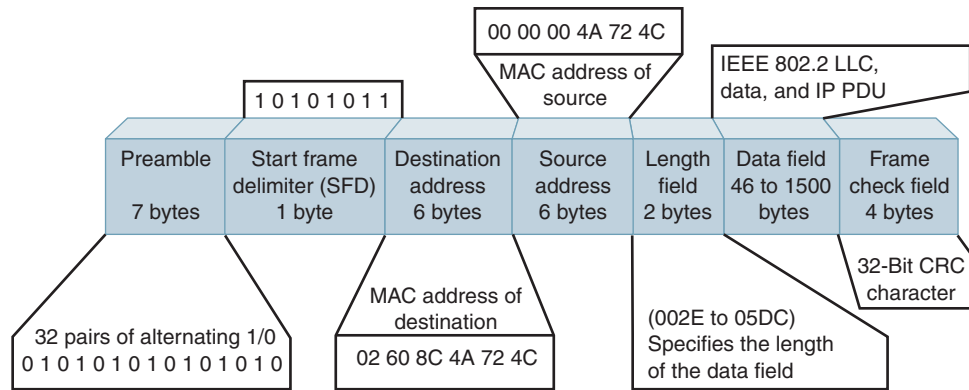 00 00 00 4A 72 4C
MAC address of
source
IEEE 802.2 LLC,
data, and IP PDU
1 0 1 0 1 0 1 1
Preamble
7 bytes
Start frame
delimiter (SFD)
1 byte
Destination
address
6 bytes
Source
address
6 bytes
Length
field
2 bytes
Data field
46 to 1500
bytes
Frame
check field
4 bytes
32 pairs of alternating 1/0
0 1 0 1 0 1 0 1 0 1 0 1 0 1 0
MAC address of
destination
02 60 8C 4A 72 4C
(002E to 05DC)
Specifies the length
of the data field
32-Bit CRC
character